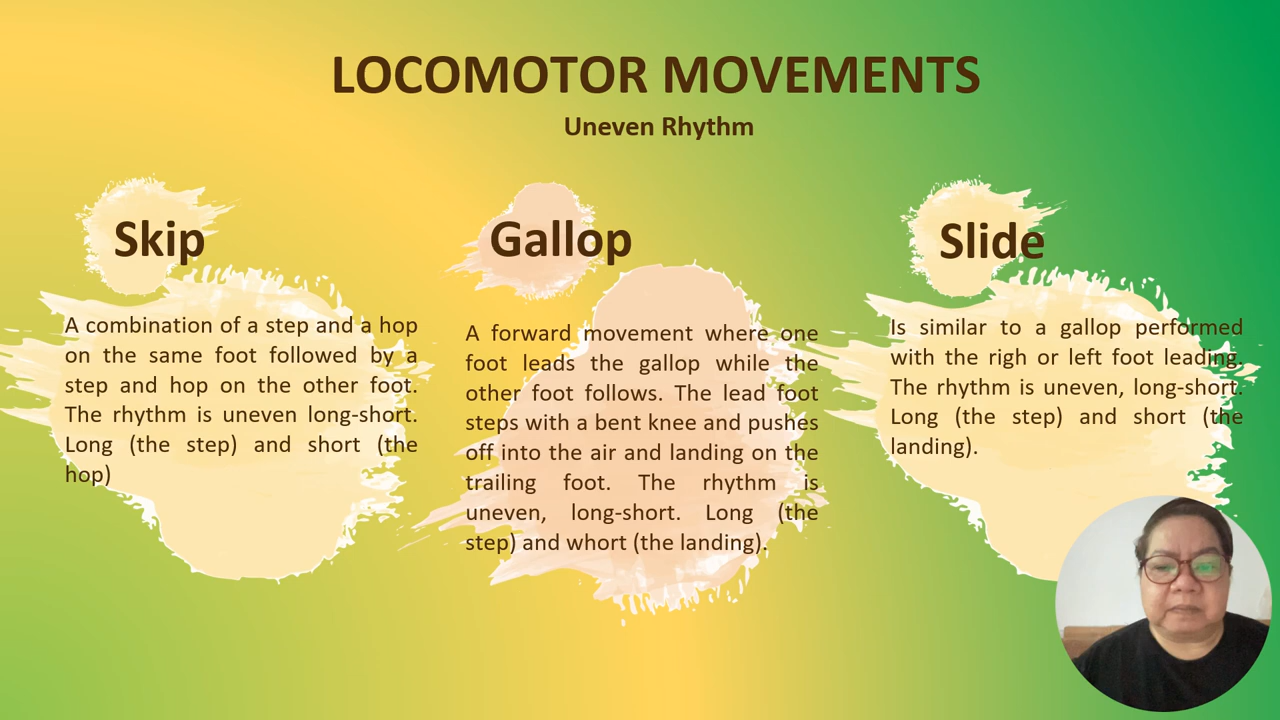 LOCOMOTOR MOVEMENTS
Uneven Rhythm
Skip
A combination of a step and a hop
on the same foot followed by a
step and hop on the other foot.
The rhythm is uneven long-short.
Long (the step) and short (the
hop)
Gallop
A forward movement where one
foot leads the gallop while the
other foot follows. The lead foot
steps with a bent knee and pushes
off into the air and landing on the
trailing foot. The rhythm is
uneven, long-short. Long (the
step) and whort (the landing).
Slide
Is similar to a gallop performed
with the righ or left foot leading.
The rhythm is uneven, long-short.
Long (the step) and short (the
landing).